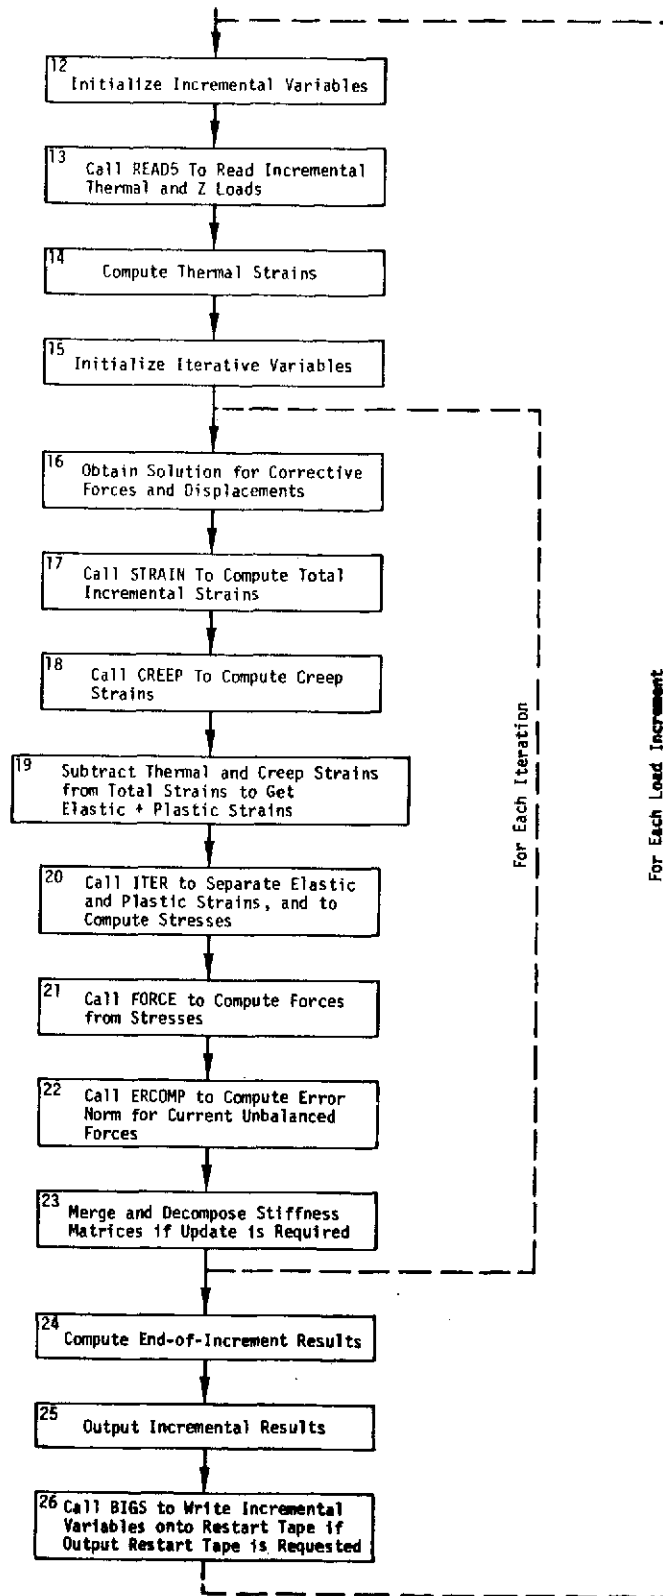 12
Initialize Incremental Variables
13
Call READ5 To Read Incremental
Thermal and Z Loads
14
Compute Thermal Strains
15
Initialize Iterative Variables
16
Obtain Solution for Corrective
Forces and Displacements
17
Call STRAIN To Compute Total
Incremental Strains
18
Call CREEP To Compute Creep
Strains
19
Subtract Thermal and Creep Strains
from Total Strains to Get
Elastic + Plastic Strains
20
Call ITER to Separate Elastic
and Plastic Strains, and to
Compute Stresses
21
Call FORCE to Compute Forces
from Stresses
22
Call ERCOMP to Compute Error
Norm for Current Unbalanced
Forces
23
Merge and Decompose Stiffness
Matrices if Update is Required
24
Compute End-of-Increment Results
25
Output Incremental Results
26
Call BIGS to Write Incremental
Variables onto Restart Tape if
Output Restart Tape is Requested
For Each Iteration
For Each Load Increment